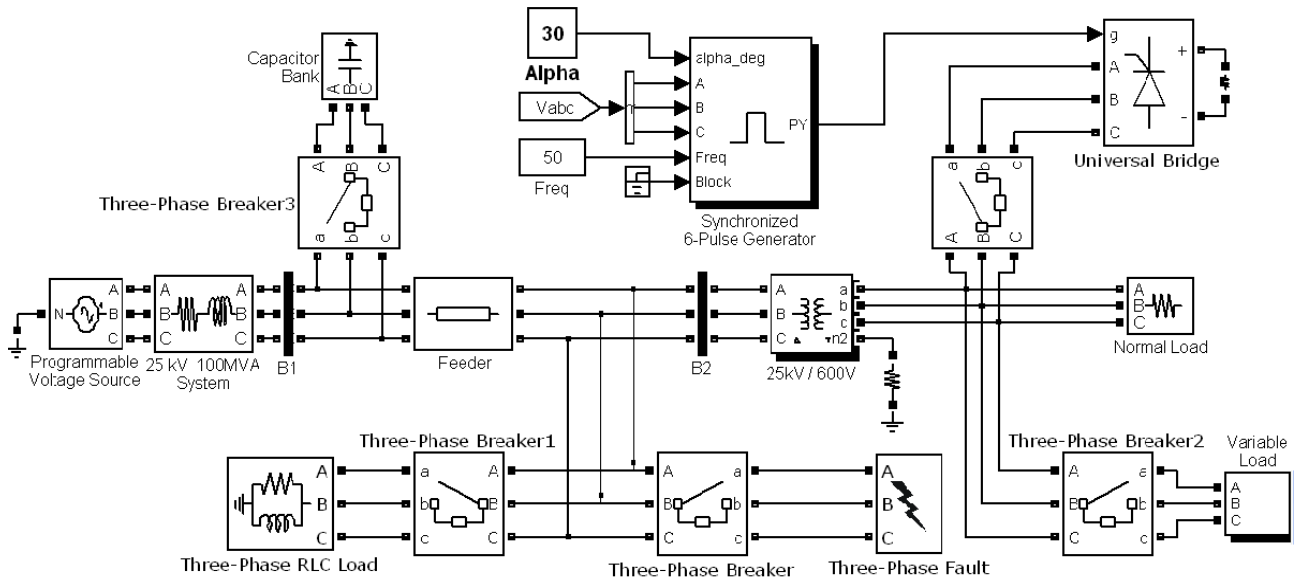 Capacitor
Bank
A B C
A B C
Three-Phase Breaker3
a b c
30
Alpha
Vabc
50
Freq
alpha_deg
A
B
C
Freq
Block
PY
Synchronized
6-Pulse Generator
g
A
B
C
+
-
Universal Bridge
a b c
A B C
N
A
B
C
Programmable
Voltage Source
A A
B B
C C
25 kV 100MVA
System
B1
Feeder
B2
A a
B b
C c
n2
25kV / 600V
A
B
C
Normal Load
Three-Phase Breaker1
A
B
C
Three-Phase RLC Load
a A
b B
c C
A a
B b
C c
Three-Phase Breaker
A
B
C
Three-Phase Fault
Three-Phase Breaker2
A a
B b
C c
Variable
Load
A
B
C